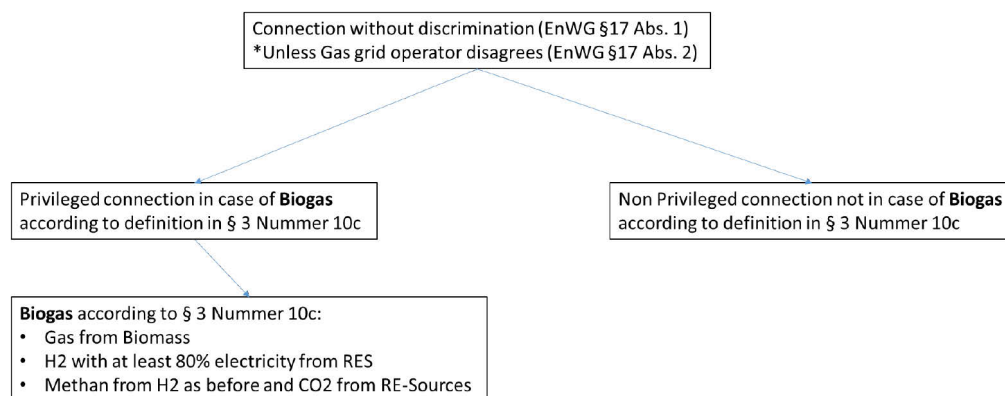 Connection without discrimination (EnWG §17 Abs. 1)
*Unless Gas grid operator disagrees (EnWG §17 Abs. 2)
Privileged connection in case of Biogas
according to definition in § 3 Nummer 10c
Non Privileged connection not in case of Biogas
according to definition in § 3 Nummer 10c
Biogas according to § 3 Nummer 10c:
• Gas from Biomass
• H2 with at least 80% electricity from RES
• Methan from H2 as before and CO2 from RE-Sources